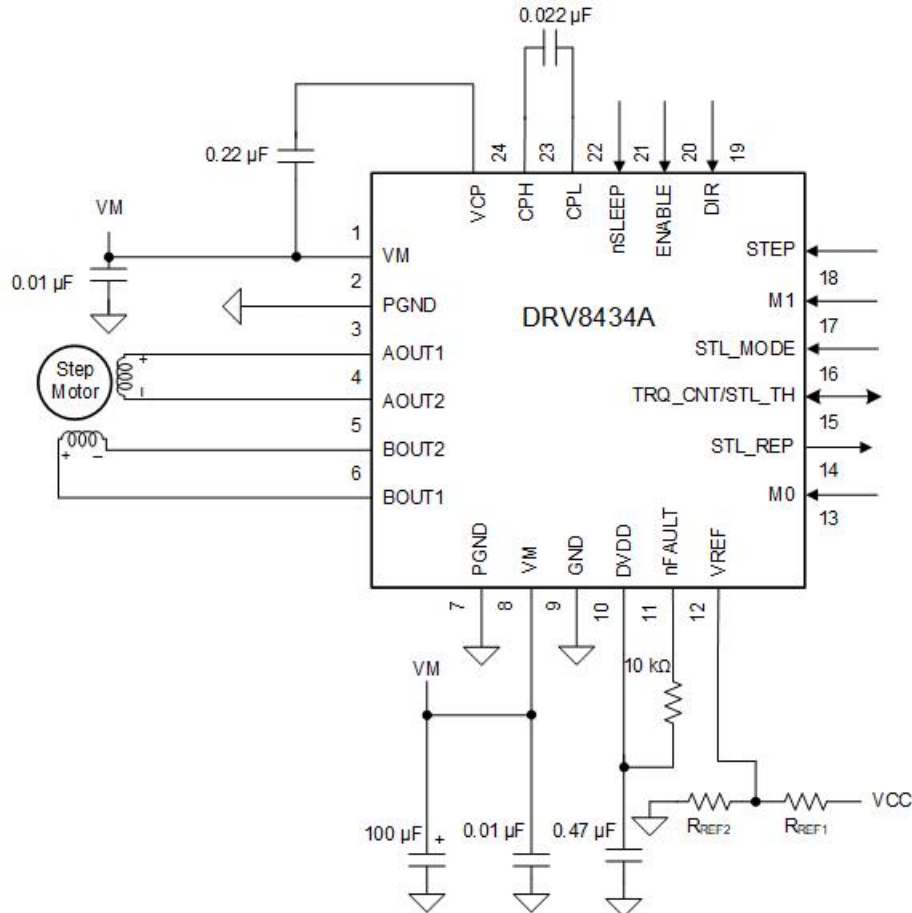 0.022 µF
0.22 µF
24
23
22
21
20
19
VCP
CPH
CPL
nSLEEP
ENABLE
DIR
VM
0.01 µF
1
VM
2
PGND
3
AOUT1
4
AOUT2
5
BOUT2
6
BOUT1
Step
Motor
+
–
+
–
DRV8434A
STEP
18
M1
17
STL_MODE
16
TRQ_CNT/STL_TH
15
STL_REP
14
M0
13
PGND
VM
GND
DVDD
nFAULT
VREF
7
8
9
10
11
12
10 kΩ
VM
VCC
RREF2
RREF1
100 µF
+
0.01 µF
0.47 µF